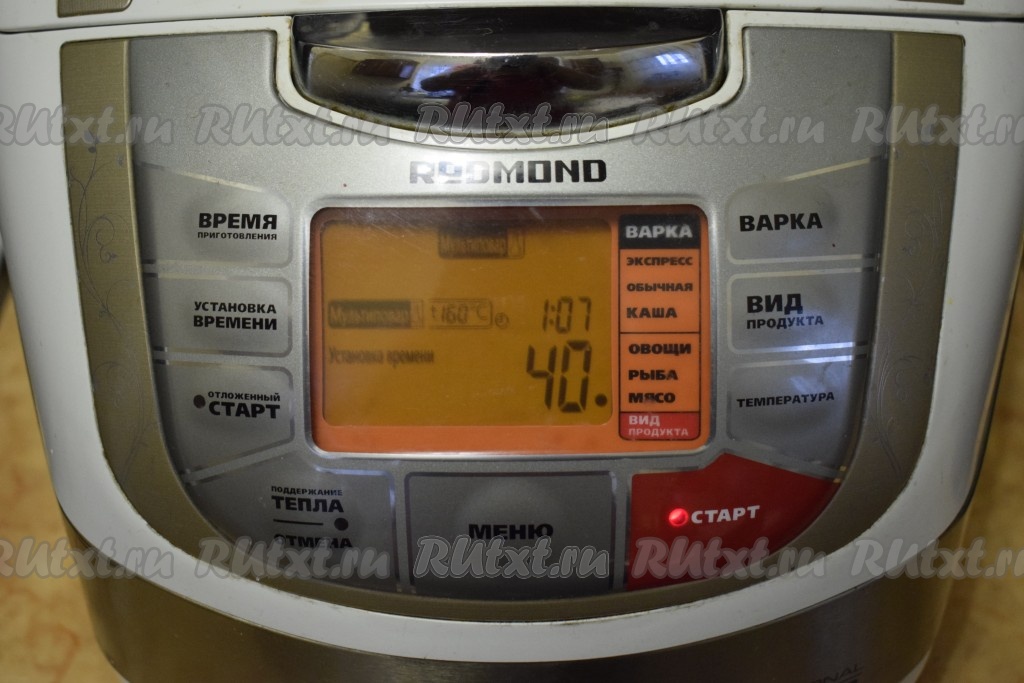 RUtxt.ru RUtxt.ru RUtxt.ru RUtxt.ru RUtxt.ru
REDMOND
ВРЕМЯ
ПРИГОТОВЛЕНИЯ
УСТАНОВКА
ВРЕМЕНИ
ОТЛОЖЕННЫЙ
СТАРТ
ПОДДЕРЖАНИЕ
ТЕПЛА
ОТМЕНА
Мультиповар
Мультиповар t 160°C 1:07
Установка времени
40
ВАРКА
ЭКСПРЕСС
ОБЫЧНАЯ
КАША
ОВОЩИ
РЫБА
МЯСО
ВИД
ПРОДУКТА
ВАРКА
ВИД
ПРОДУКТА
ТЕМПЕРАТУРА
МЕНЮ
СТАРТ
RUtxt.ru RUtxt.ru RUtxt.ru RUtxt.ru RUtxt.ru